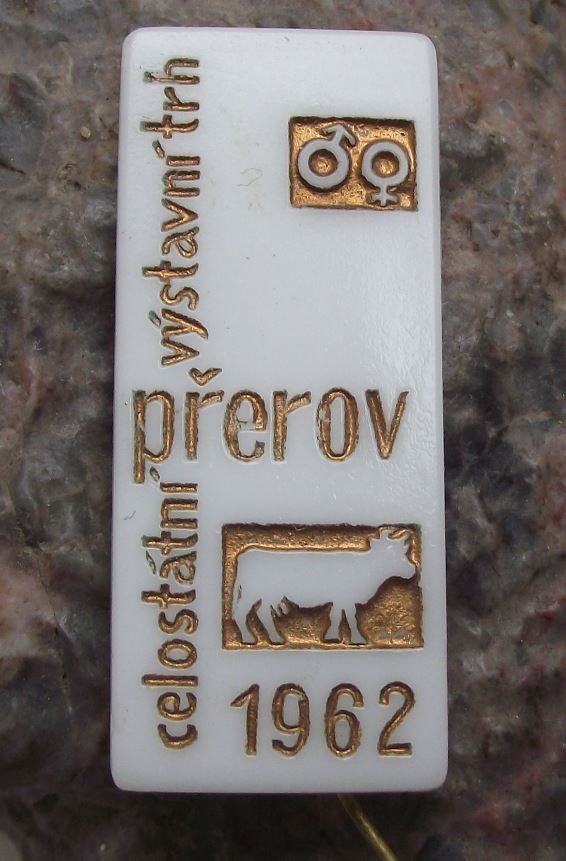 celostátní výstavní trh
přerov
1962